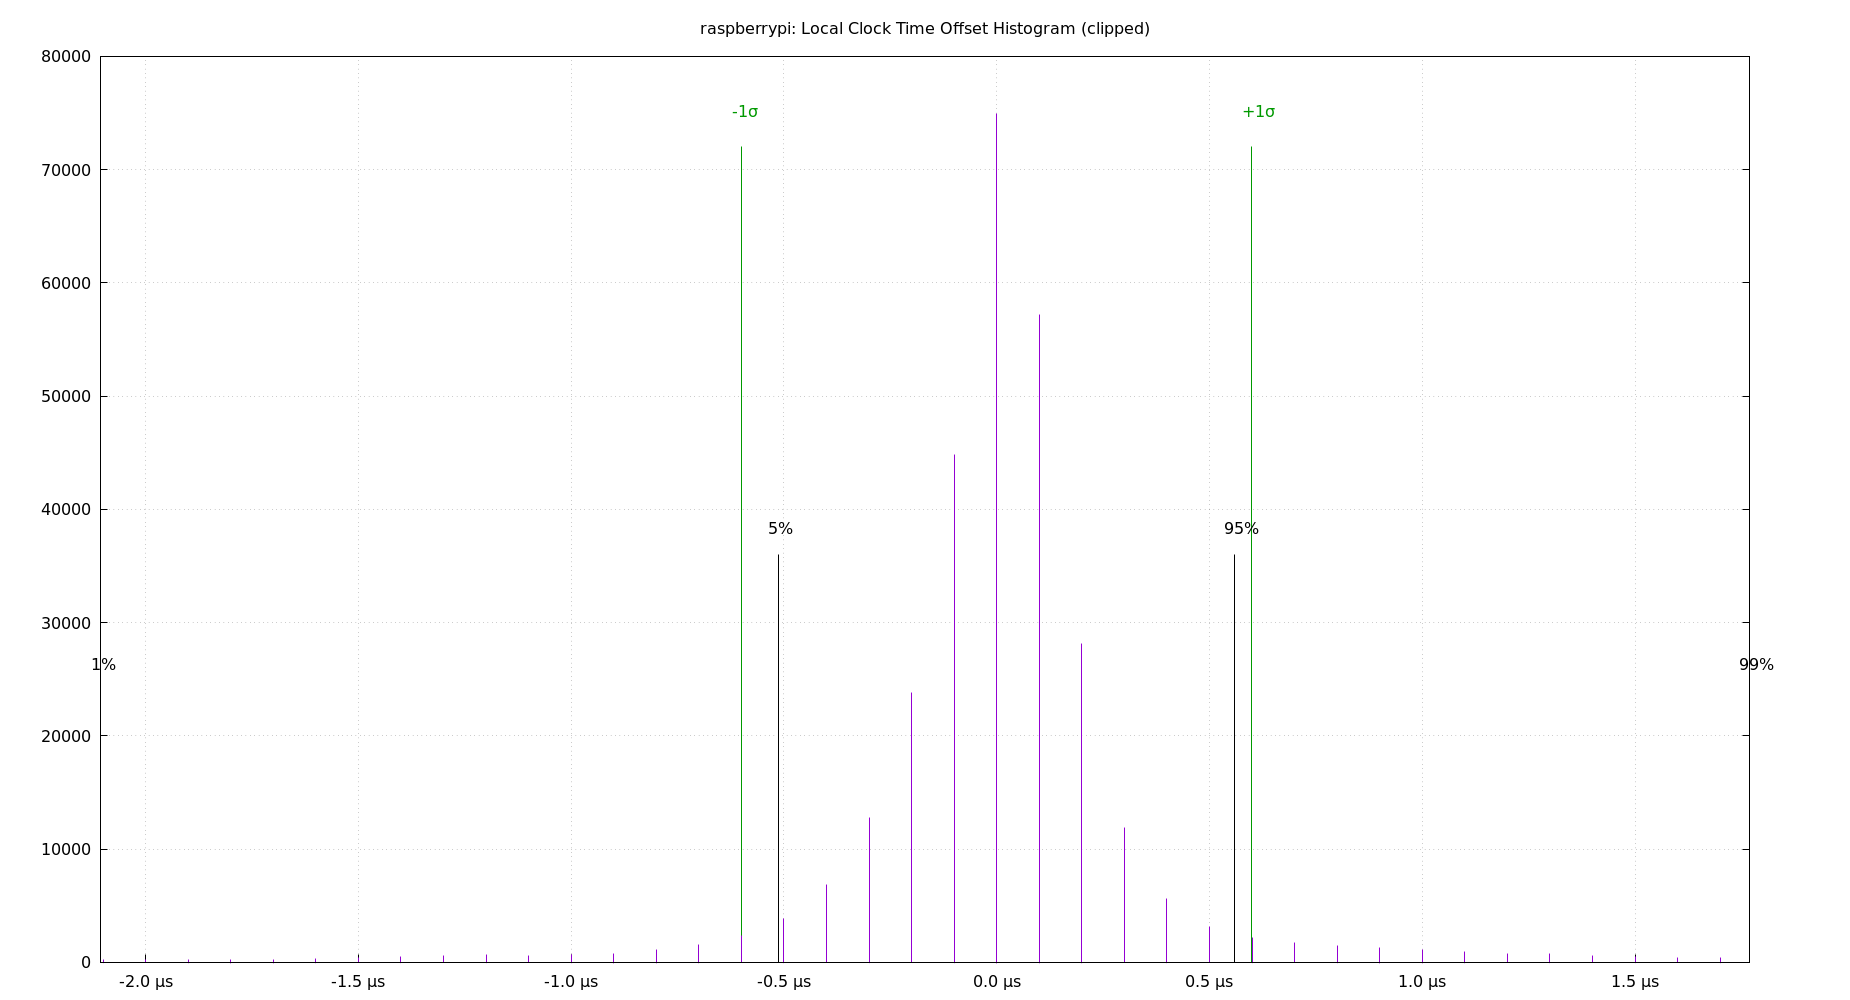 raspberrypi: Local Clock Time Offset Histogram (clipped)
80000
-1σ
+1σ
70000
60000
50000
40000
5%
95%
30000
1%
99%
20000
10000
0
-2.0 µs
-1.5 µs
-1.0 µs
-0.5 µs
0.0 µs
0.5 µs
1.0 µs
1.5 µs